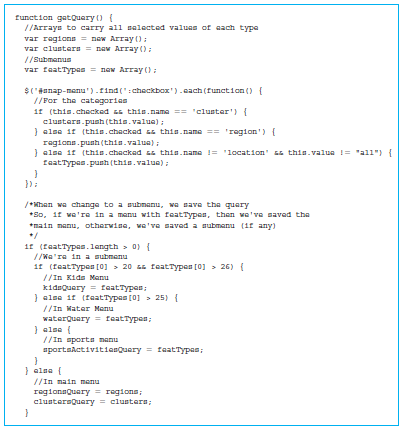 function getQuery() {
//Arrays to carry all selected values of each type
var regions = new Array();
var clusters = new Array();
//Submenus
var featTypes = new Array();
$('#snap-menu').find(':checkbox').each(function() {
//For the categories
if (this.checked && this.name == 'cluster') {
clusters.push(this.value);
} else if (this.checked && this.name == 'region') {
regions.push(this.value);
} else if (this.checked && this.name != 'location' && this.value != "all") {
featTypes.push(this.value);
}
});
/*When we change to a submenu, we save the query
*So, if we're in a menu with featTypes, then we've saved the
*main menu, otherwise, we've saved a submenu (if any)
*/
if (featTypes.length > 0) {
//We're in a submenu
if (featTypes[0] > 20 && featTypes[0] > 26) {
//In Kids Menu
kidsQuery = featTypes;
} else if (featTypes[0] > 25) {
//In Water Menu
waterQuery = featTypes;
} else {
//In sports menu
sportsActivitiesQuery = featTypes;
}
} else {
//In main menu
regionsQuery = regions;
clustersQuery = clusters;
}